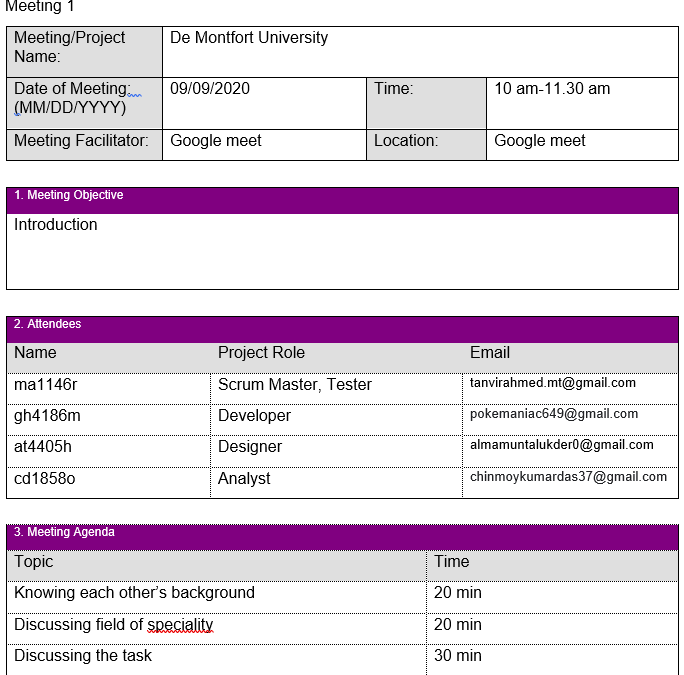 Meeting 1
Meeting/Project Name: De Montfort University
Date of Meeting: (MM/DD/YYYY) 09/09/2020 Time: 10 am-11.30 am
Meeting Facilitator: Google meet Location: Google meet
1. Meeting Objective
Introduction
2. Attendees
Name Project Role Email
ma1146r Scrum Master, Tester tanvirahmed.mt@gmail.com
gh4186m Developer pokemaniac649@gmail.com
at4405h Designer almamuntalukder0@gmail.com
cd1858o Analyst chinmoykumardas37@gmail.com
3. Meeting Agenda
Topic Time
Knowing each other’s background 20 min
Discussing field of speciality 20 min
Discussing the task 30 min